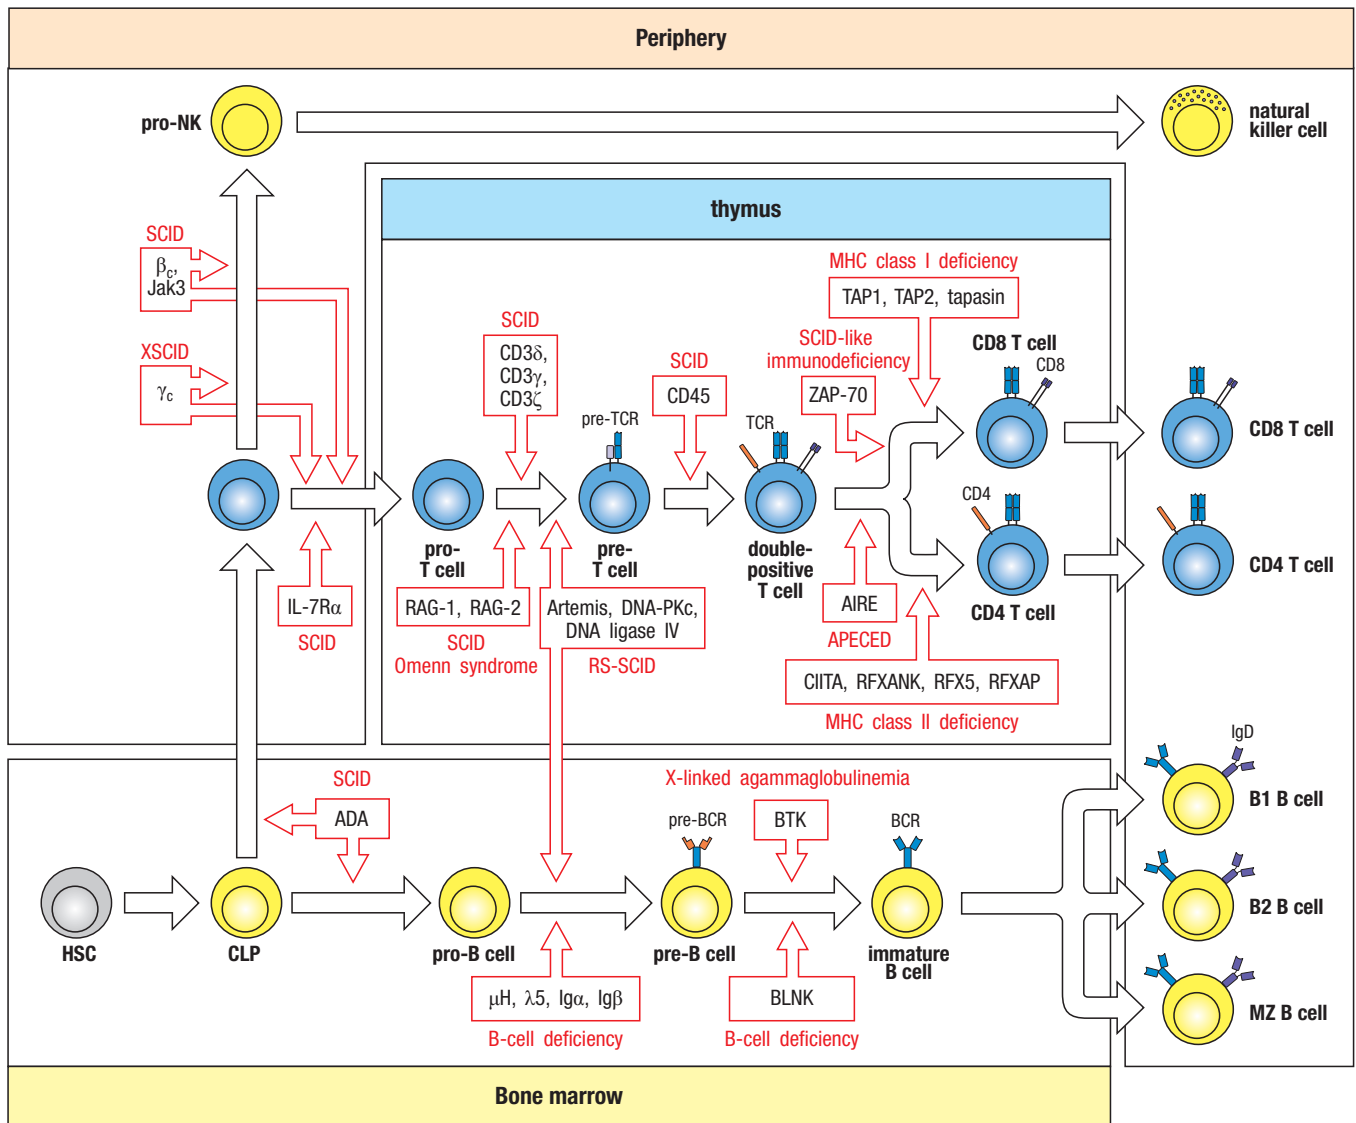 Periphery
pro-NK
natural
killer cell
thymus
SCID
βc,
Jak3
MHC class I deficiency
TAP1, TAP2, tapasin
SCID
CD3δ,
CD3γ,
CD3ζ
SCID-like
immunodeficiency
ZAP-70
CD8 T cell
CD8
XSCID
γc
SCID
CD45
pre-TCR
TCR
CD8 T cell
CD4
pro-
T cell
pre-
T cell
double-
positive
T cell
CD4 T cell
CD4 T cell
IL-7Rα
SCID
RAG-1, RAG-2
SCID
Omenn syndrome
Artemis, DNA-PKc,
DNA ligase IV
RS-SCID
AIRE
APECED
CIITA, RFXANK, RFX5, RFXAP
MHC class II deficiency
IgD
B1 B cell
SCID
ADA
X-linked agammaglobulinemia
BTK
pre-BCR
BCR
HSC
CLP
pro-B cell
pre-B cell
immature
B cell
B2 B cell
μH, λ5, Igα, Igβ
B-cell deficiency
BLNK
B-cell deficiency
MZ B cell
Bone marrow